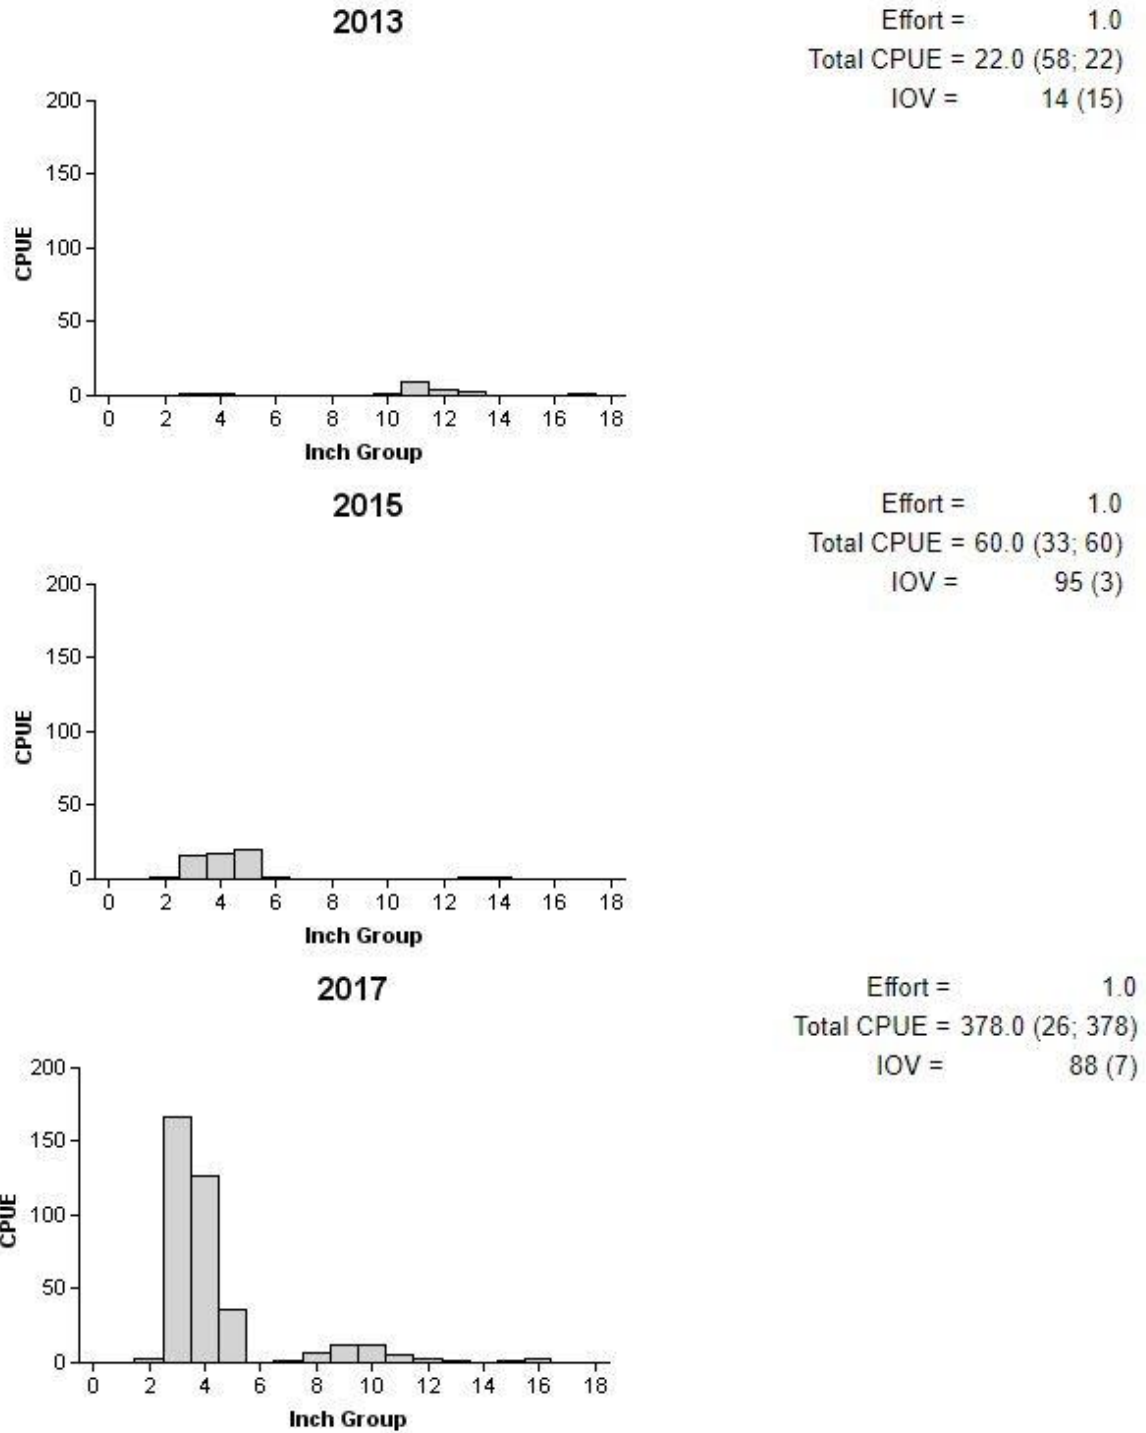 2013
Effort = 1.0
Total CPUE = 22.0 (58; 22)
IOV = 14 (15)
200
150
100
50
0
CPUE
0 2 4 6 8 10 12 14 16 18
Inch Group
2015
Effort = 1.0
Total CPUE = 60.0 (33; 60)
IOV = 95 (3)
200
150
100
50
0
CPUE
0 2 4 6 8 10 12 14 16 18
Inch Group
2017
Effort = 1.0
Total CPUE = 378.0 (26; 378)
IOV = 88 (7)
200
150
100
50
0
CPUE
0 2 4 6 8 10 12 14 16 18
Inch Group